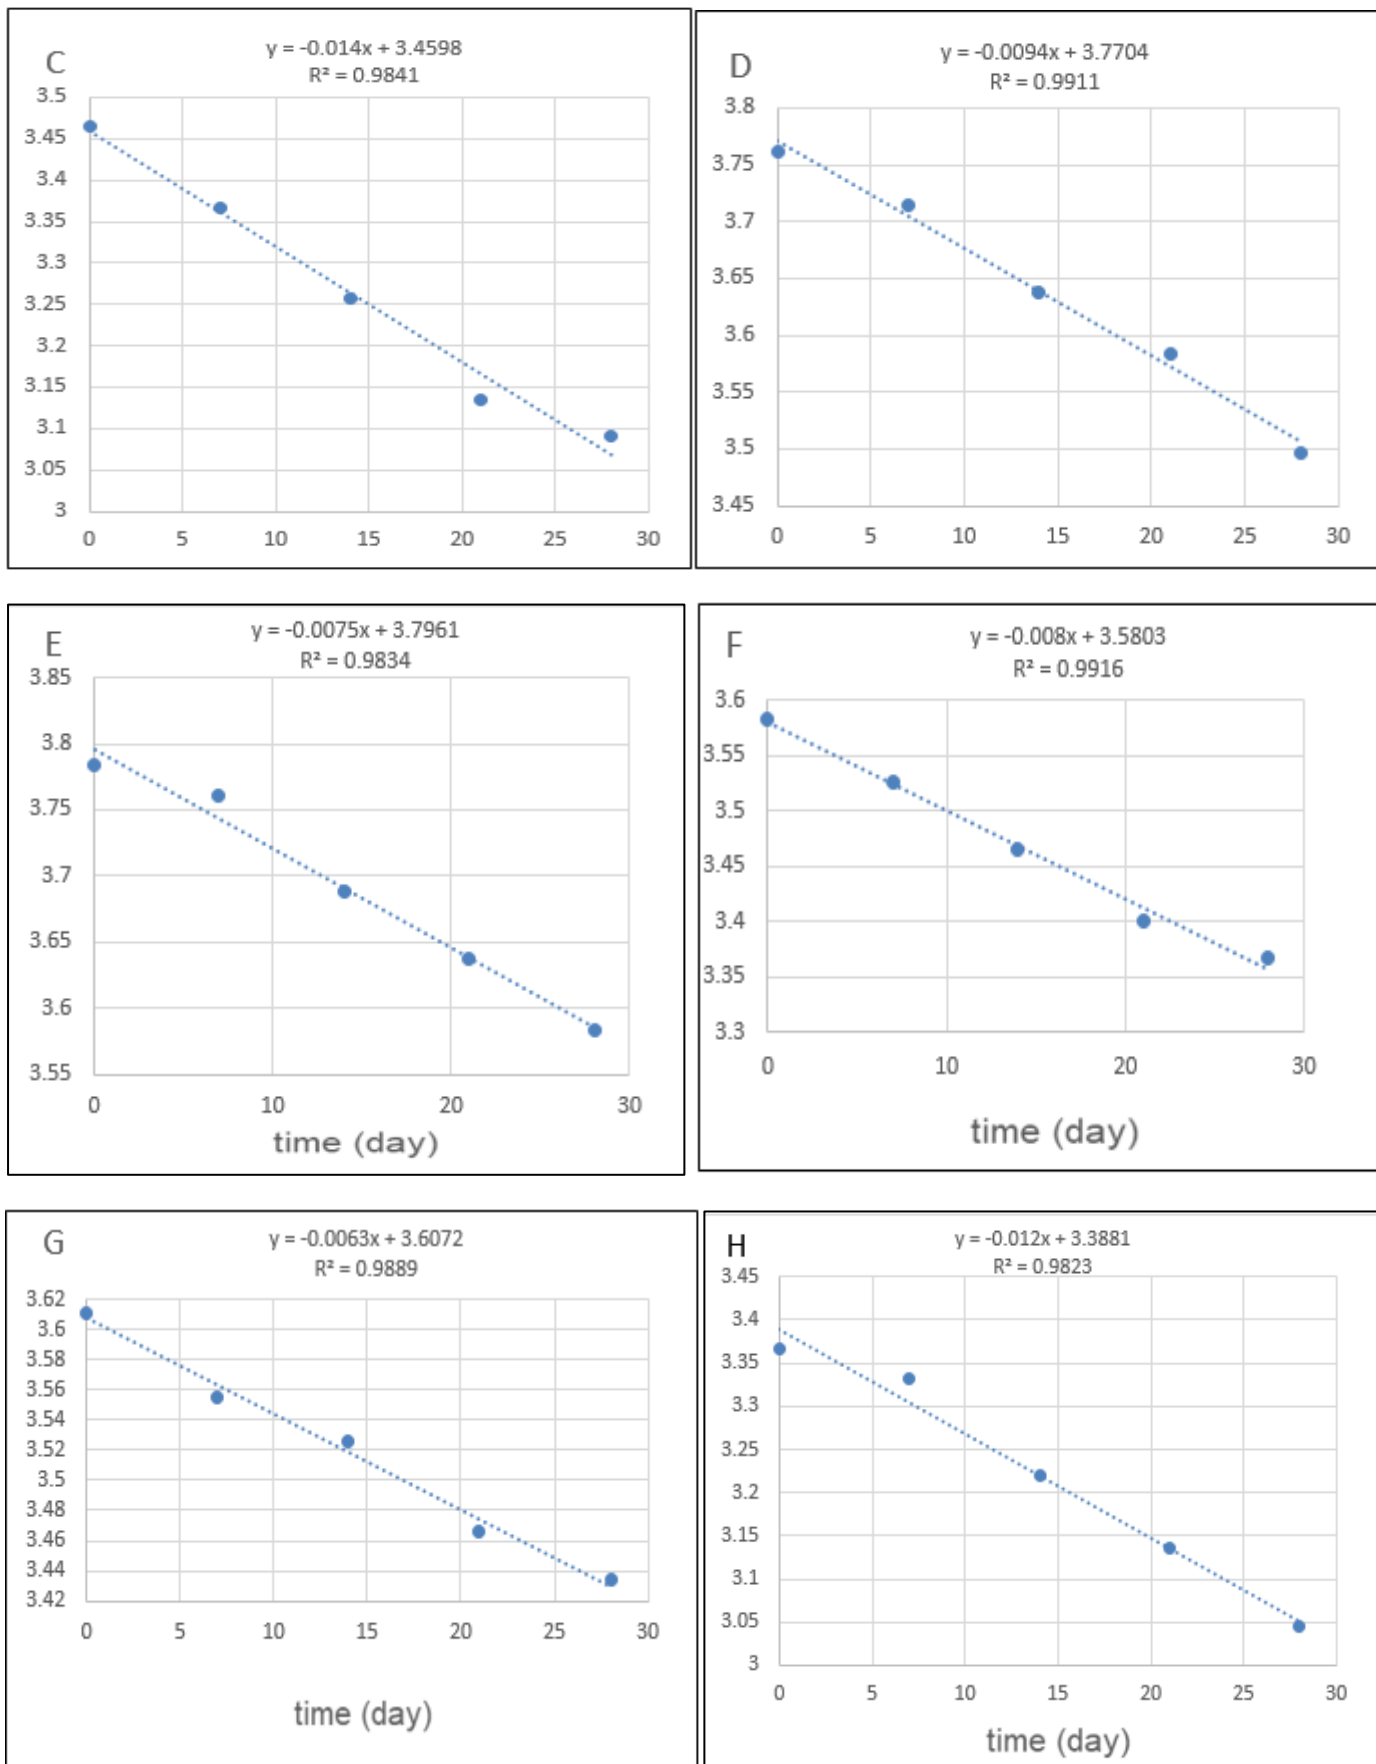 C
y = -0.014x + 3.4598
R² = 0.9841
3.5
3.45
3.4
3.35
3.3
3.25
3.2
3.15
3.1
3.05
3
0 5 10 15 20 25 30
D
y = -0.0094x + 3.7704
R² = 0.9911
3.8
3.75
3.7
3.65
3.6
3.55
3.5
3.45
0 5 10 15 20 25 30
E
y = -0.0075x + 3.7961
R² = 0.9834
3.85
3.8
3.75
3.7
3.65
3.6
3.55
0 10 20 30
time (day)
F
y = -0.008x + 3.5803
R² = 0.9916
3.6
3.55
3.5
3.45
3.4
3.35
3.3
0 10 20 30
time (day)
G
y = -0.0063x + 3.6072
R² = 0.9889
3.62
3.6
3.58
3.56
3.54
3.52
3.5
3.48
3.46
3.44
3.42
0 5 10 15 20 25 30
time (day)
H
y = -0.012x + 3.3881
R² = 0.9823
3.45
3.4
3.35
3.3
3.25
3.2
3.15
3.1
3.05
3
0 5 10 15 20 25 30
time (day)